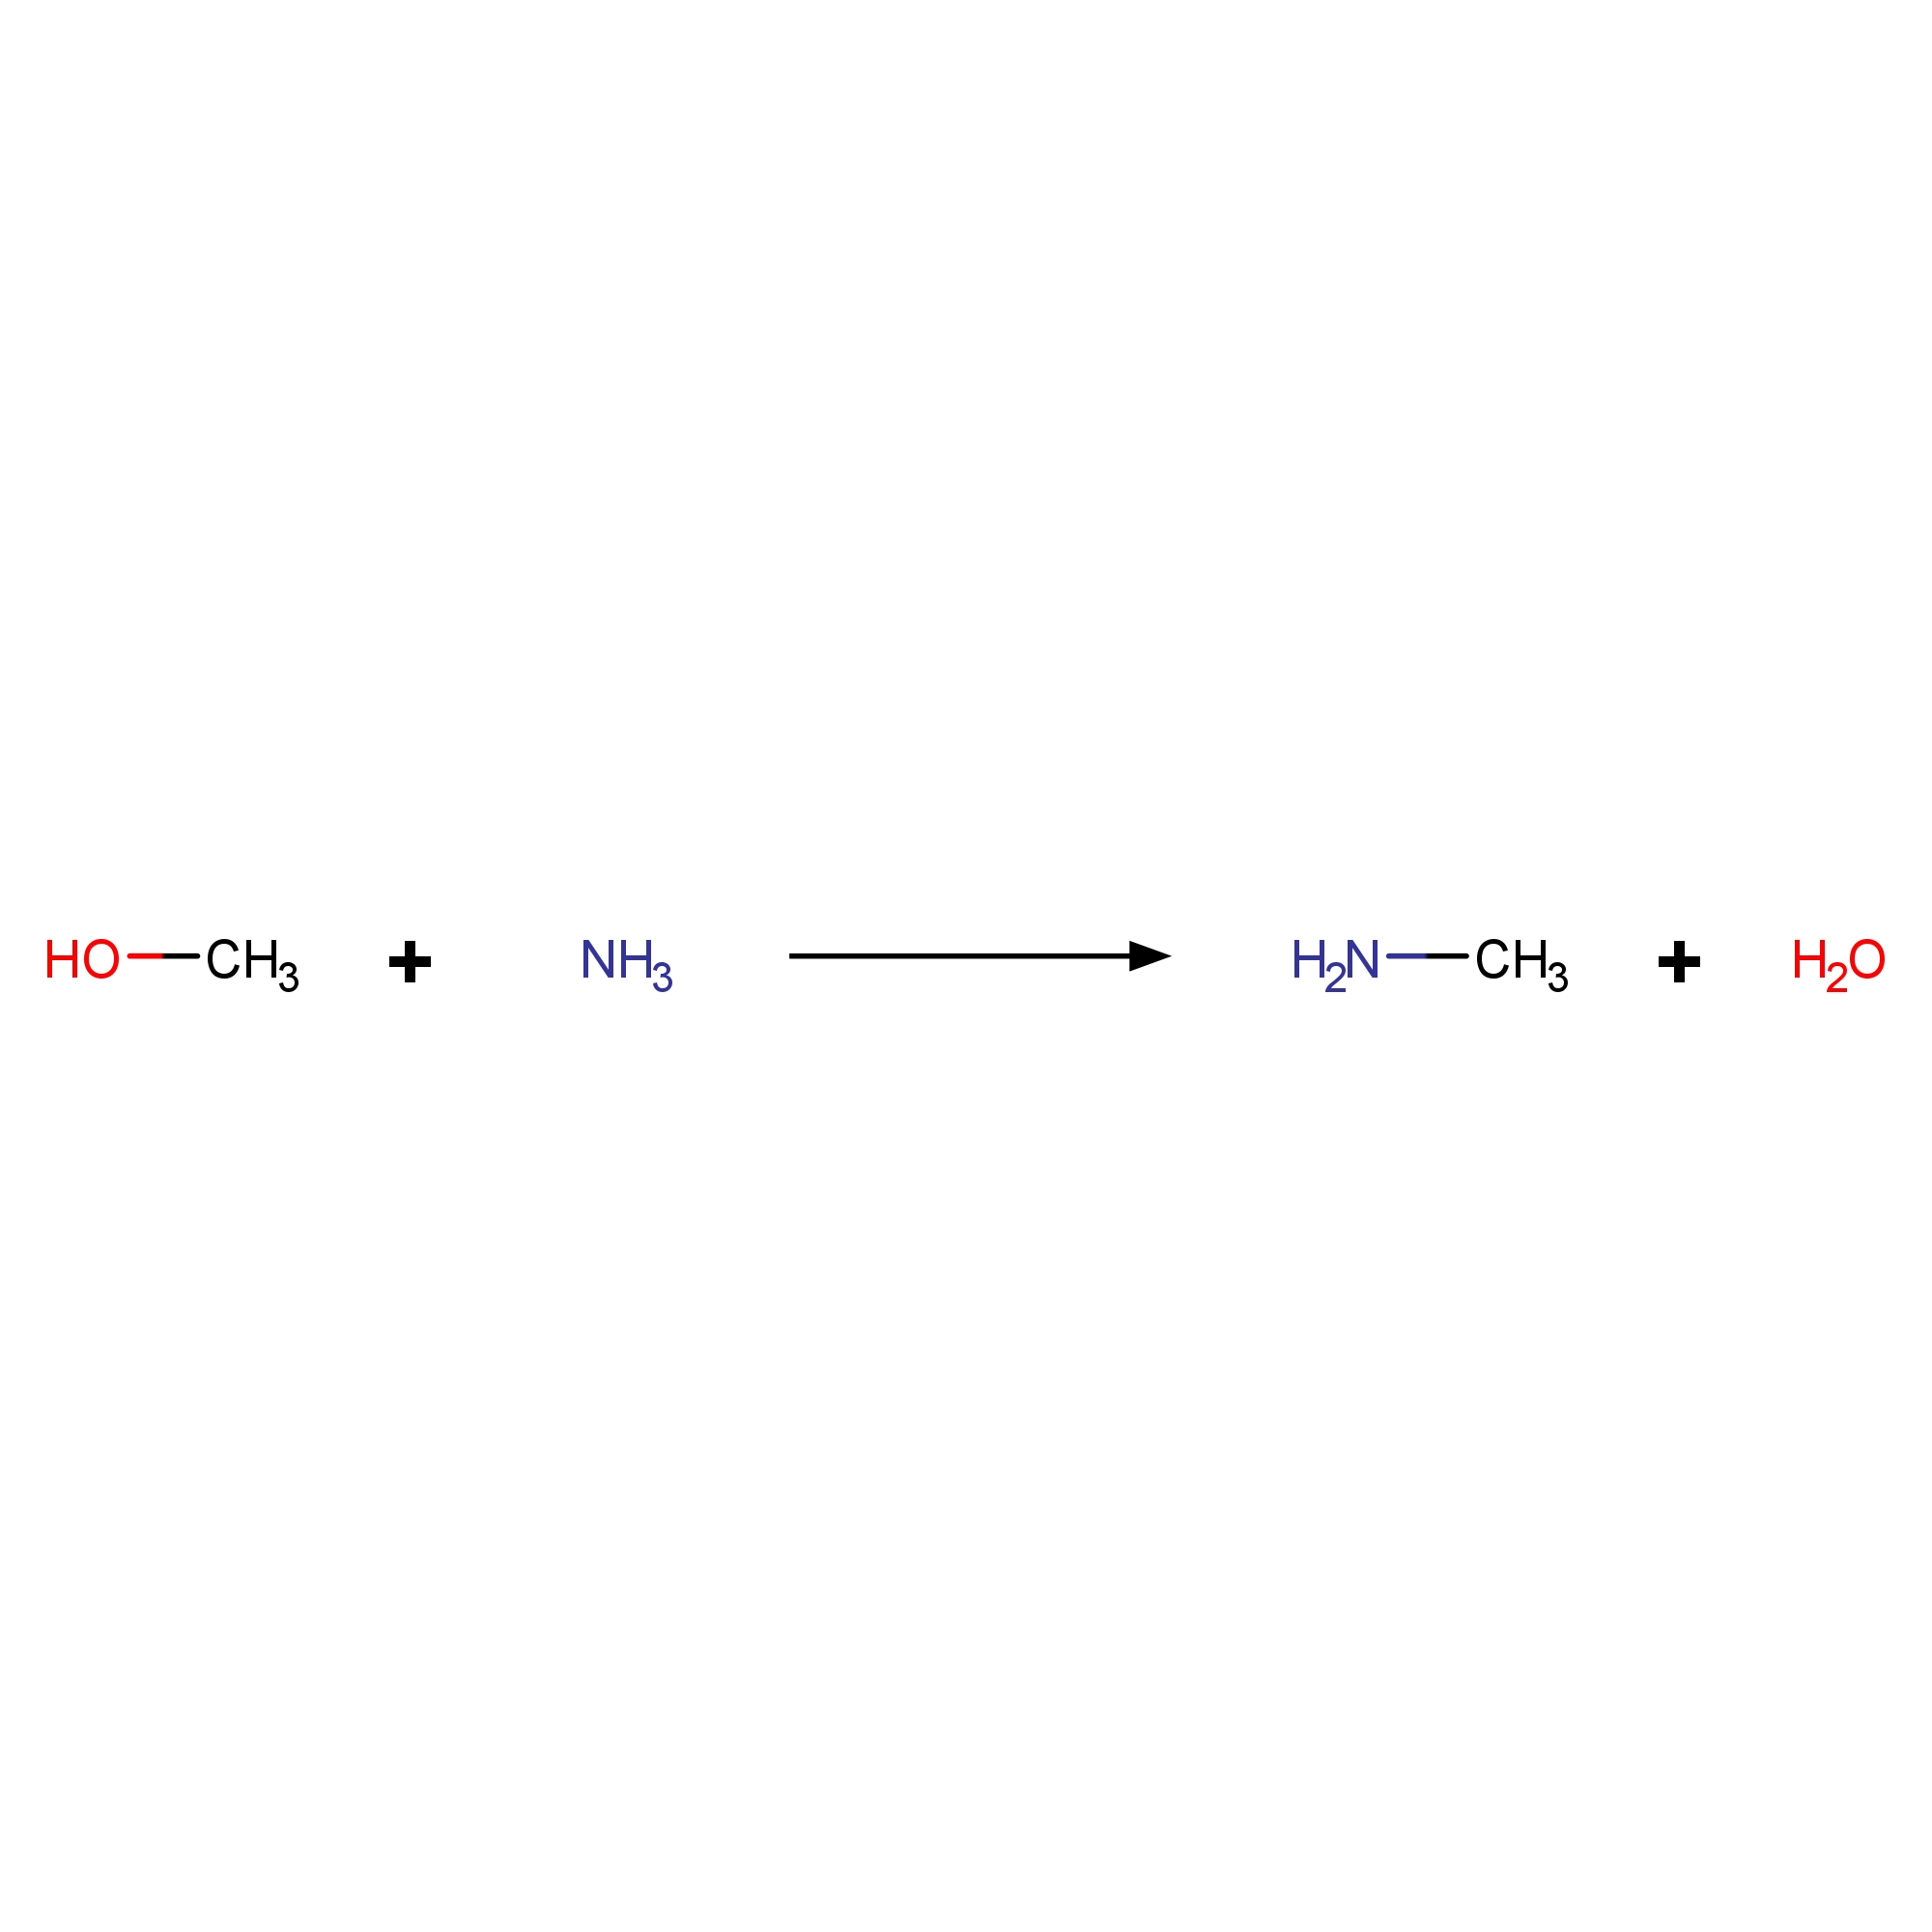 HO—CH₃ + NH₃ → H₂N—CH₃ + H₂O